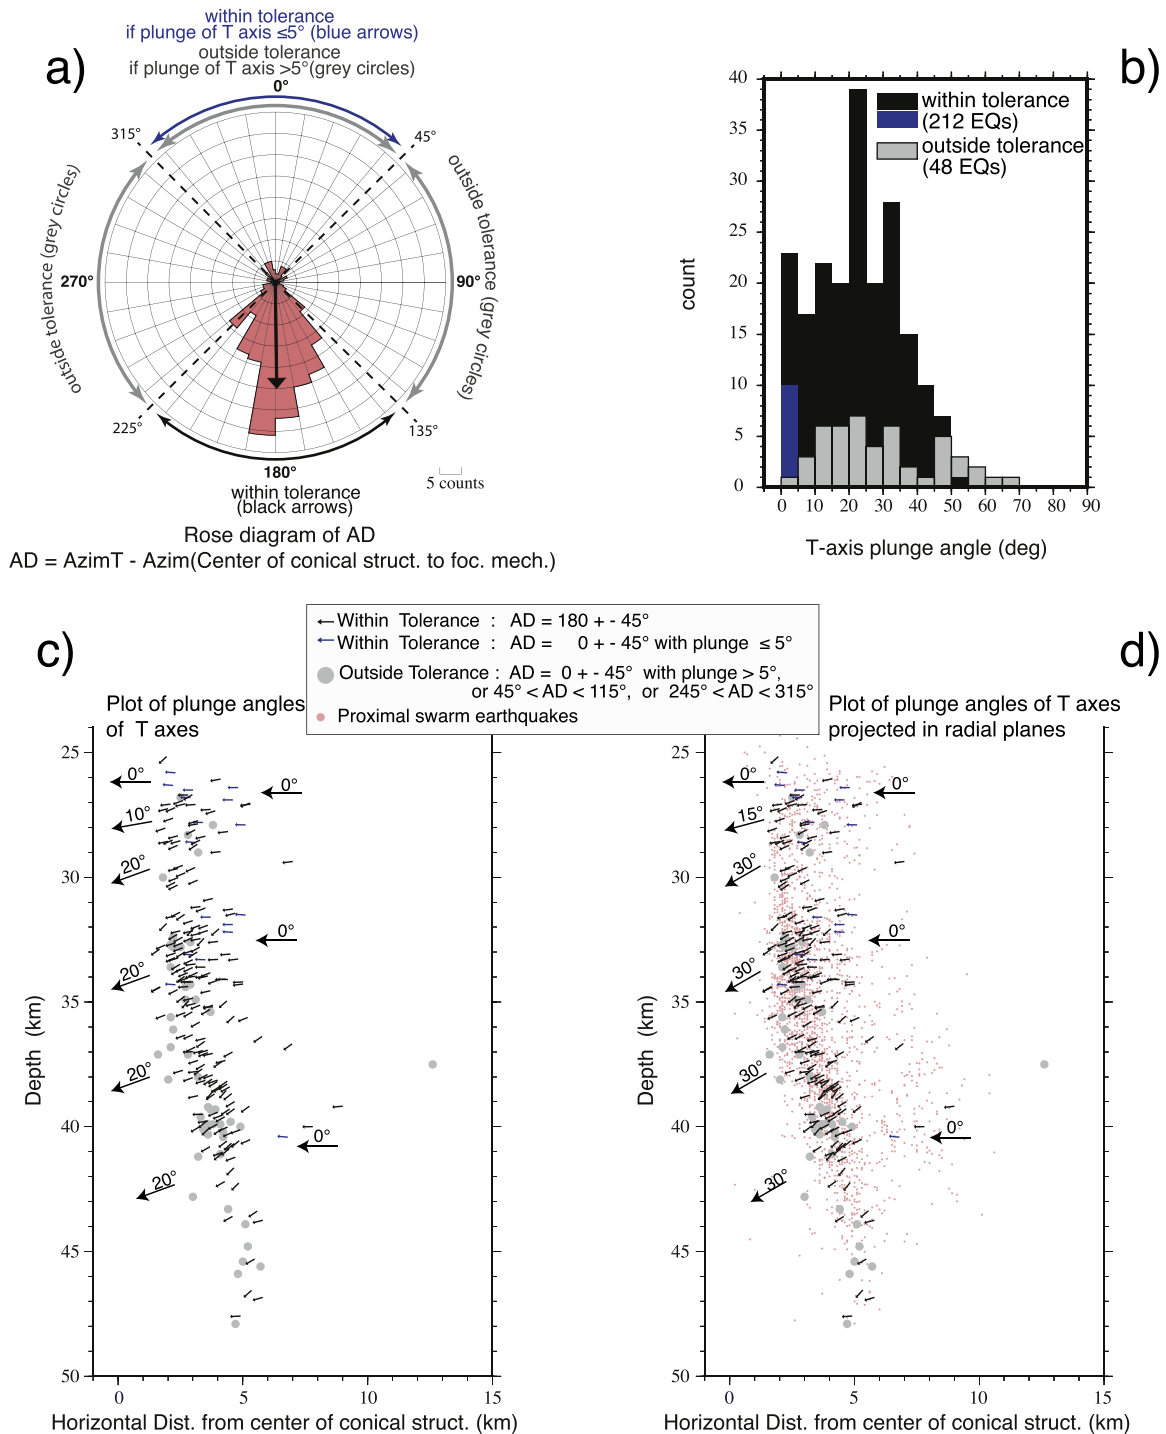 within tolerance
if plunge of T axis ≤5° (blue arrows)
outside tolerance
if plunge of T axis >5°(grey circles)
a)
0°
315°
45°
outside tolerance (grey circles)
outside tolerance (grey circles)
270°
90°
225°
135°
180°
within tolerance
(black arrows)
5 counts
Rose diagram of AD
AD = AzimT - Azim(Center of conical struct. to foc. mech.)
b)
40
35
30
25
20
15
10
5
0
count
within tolerance
(212 EQs)
outside tolerance
(48 EQs)
0 10 20 30 40 50 60 70 80 90
T-axis plunge angle (deg)
Within Tolerance : AD = 180 + - 45°
Within Tolerance : AD = 0 + - 45° with plunge ≤ 5°
Outside Tolerance : AD = 0 + - 45° with plunge > 5°,
or 45° < AD < 115°, or 245° < AD < 315°
Proximal swarm earthquakes
c)
Plot of plunge angles
of T axes
25
30
35
40
45
50
Depth (km)
0°
0°
10°
20°
0°
20°
20°
0°
20°
0 5 10 15
Horizontal Dist. from center of conical struct. (km)
d)
Plot of plunge angles of T axes
projected in radial planes
25
30
35
40
45
50
Depth (km)
0°
0°
15°
30°
0°
30°
30°
0°
30°
0 5 10 15
Horizontal Dist. from center of conical struct. (km)